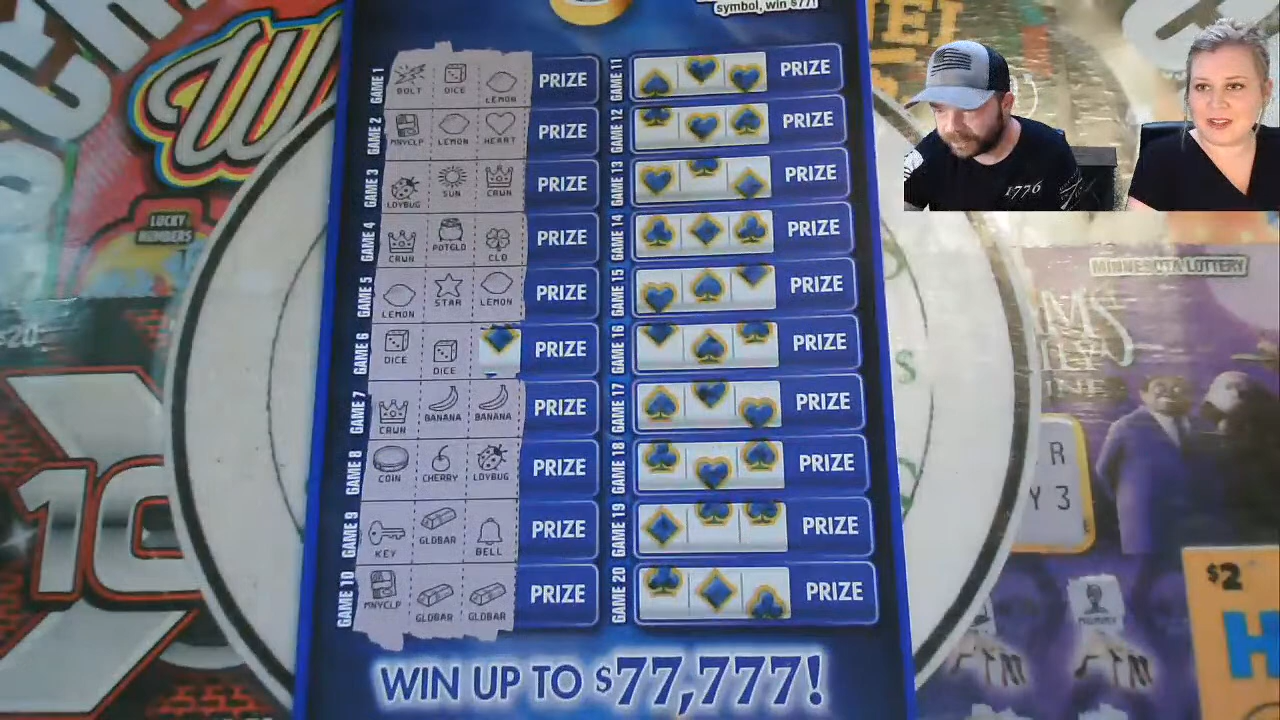 symbol, win $77!
GAME 1 BOLT DICE LEMON PRIZE
GAME 2 MNYCLP LEMON HEART PRIZE
GAME 3 LDYBUG SUN CRWN PRIZE
GAME 4 CRWN POTGLD CLO PRIZE
GAME 5 LEMON STAR LEMON PRIZE
GAME 6 DICE DICE PRIZE
GAME 7 CRWN BANANA BANANA PRIZE
GAME 8 COIN CHERRY LDYBUG PRIZE
GAME 9 KEY GLDBAR BELL PRIZE
GAME 10 MNYCLP GLDBAR GLDBAR PRIZE
GAME 11 PRIZE
GAME 12 PRIZE
GAME 13 PRIZE
GAME 14 PRIZE
GAME 15 PRIZE
GAME 16 PRIZE
GAME 17 PRIZE
GAME 18 PRIZE
GAME 19 PRIZE
GAME 20 PRIZE
WIN UP TO $77,777!
LUCKY
NUMBERS
10
1776
MINNESOTA LOTTERY
R
Y 3
MUMMY
$2
H